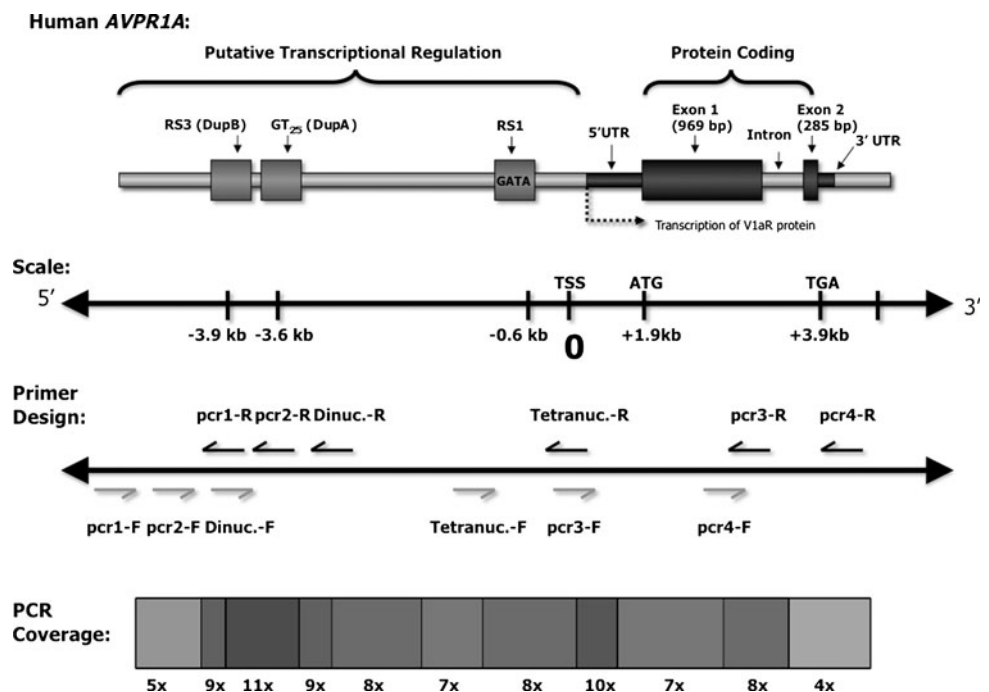 Human AVPR1A:
Putative Transcriptional Regulation
Protein Coding
RS3 (DupB)
GT25 (DupA)
RS1
5'UTR
Exon 1
(969 bp)
Intron
Exon 2
(285 bp)
3' UTR
GATA
Transcription of V1aR protein
Scale:
5'
TSS
ATG
TGA
3'
-3.9 kb
-3.6 kb
-0.6 kb
0
+1.9kb
+3.9kb
Primer
Design:
pcr1-R
pcr2-R
Dinuc.-R
Tetranuc.-R
pcr3-R
pcr4-R
pcr1-F
pcr2-F
Dinuc.-F
Tetranuc.-F
pcr3-F
pcr4-F
PCR
Coverage:
5x
9x
11x
9x
8x
7x
8x
10x
7x
8x
4x